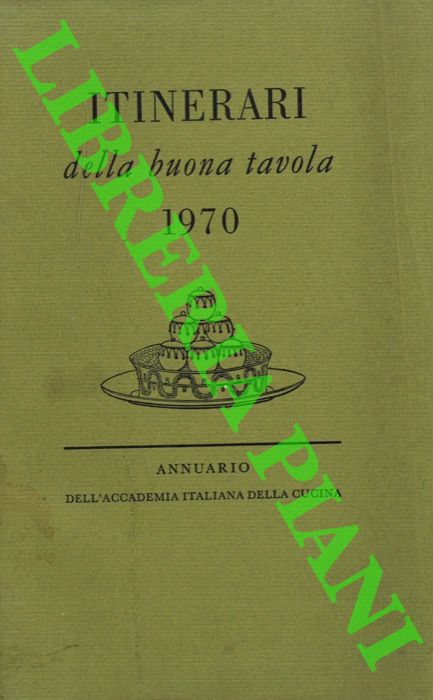 ITINERARI
della buona tavola
1970
ANNUARIO
DELL'ACCADEMIA ITALIANA DELLA CUCINA
LIBRERIA PIANI